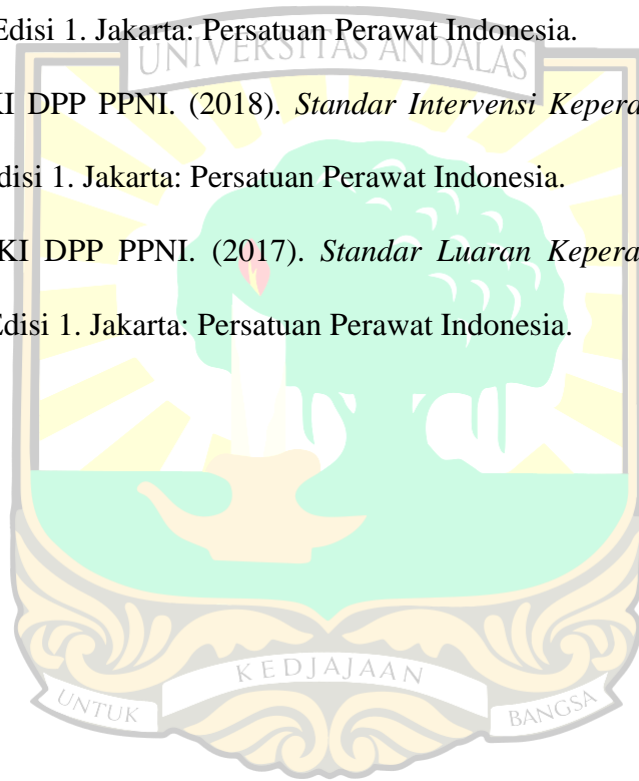 Edisi 1. Jakarta: Persatuan Perawat Indonesia.
UNIVERSITAS ANDALAS
KI DPP PPNI. (2018). Standar Intervensi Kepera
disi 1. Jakarta: Persatuan Perawat Indonesia.
KI DPP PPNI. (2017). Standar Luaran Kepera
Edisi 1. Jakarta: Persatuan Perawat Indonesia.
UNTUK KEDJAJAAN BANGSA